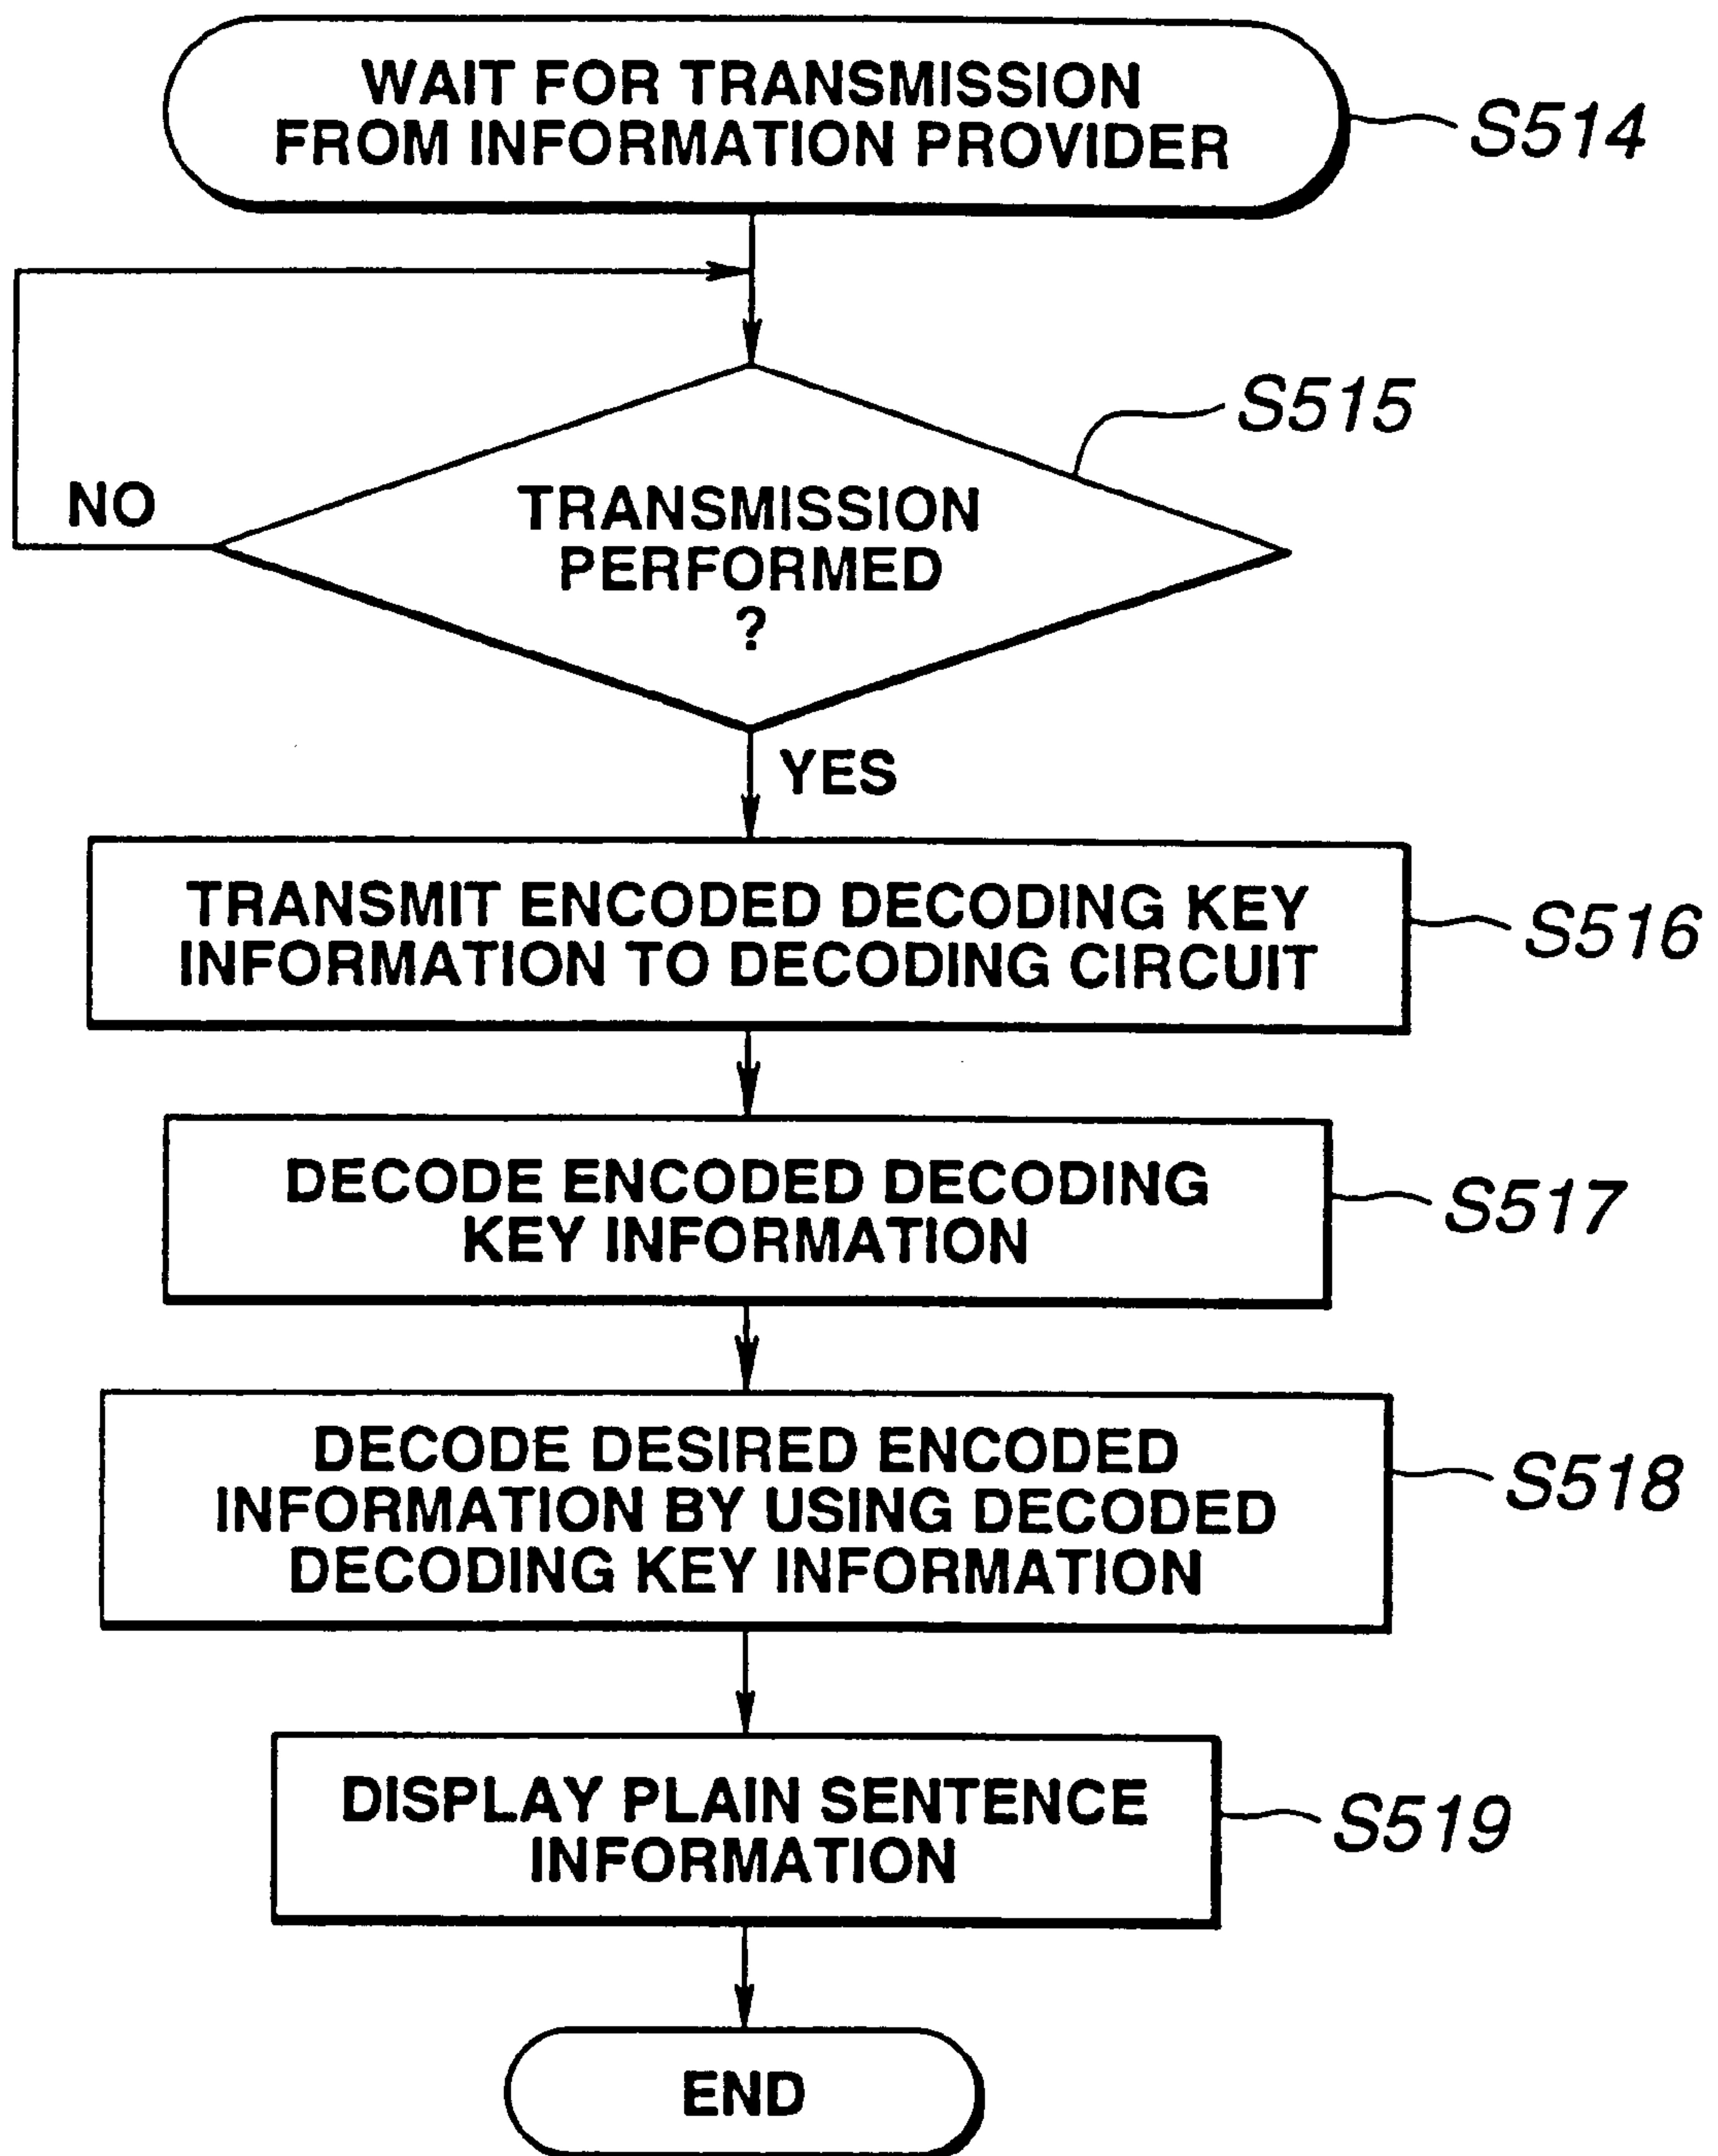 WAIT FOR TRANSMISSION
FROM INFORMATION PROVIDER
S514
S515
NO
TRANSMISSION
PERFORMED
?
YES
TRANSMIT ENCODED DECODING KEY
INFORMATION TO DECODING CIRCUIT
S516
DECODE ENCODED DECODING
KEY INFORMATION
S517
DECODE DESIRED ENCODED
INFORMATION BY USING DECODED
DECODING KEY INFORMATION
S518
DISPLAY PLAIN SENTENCE
INFORMATION
S519
END